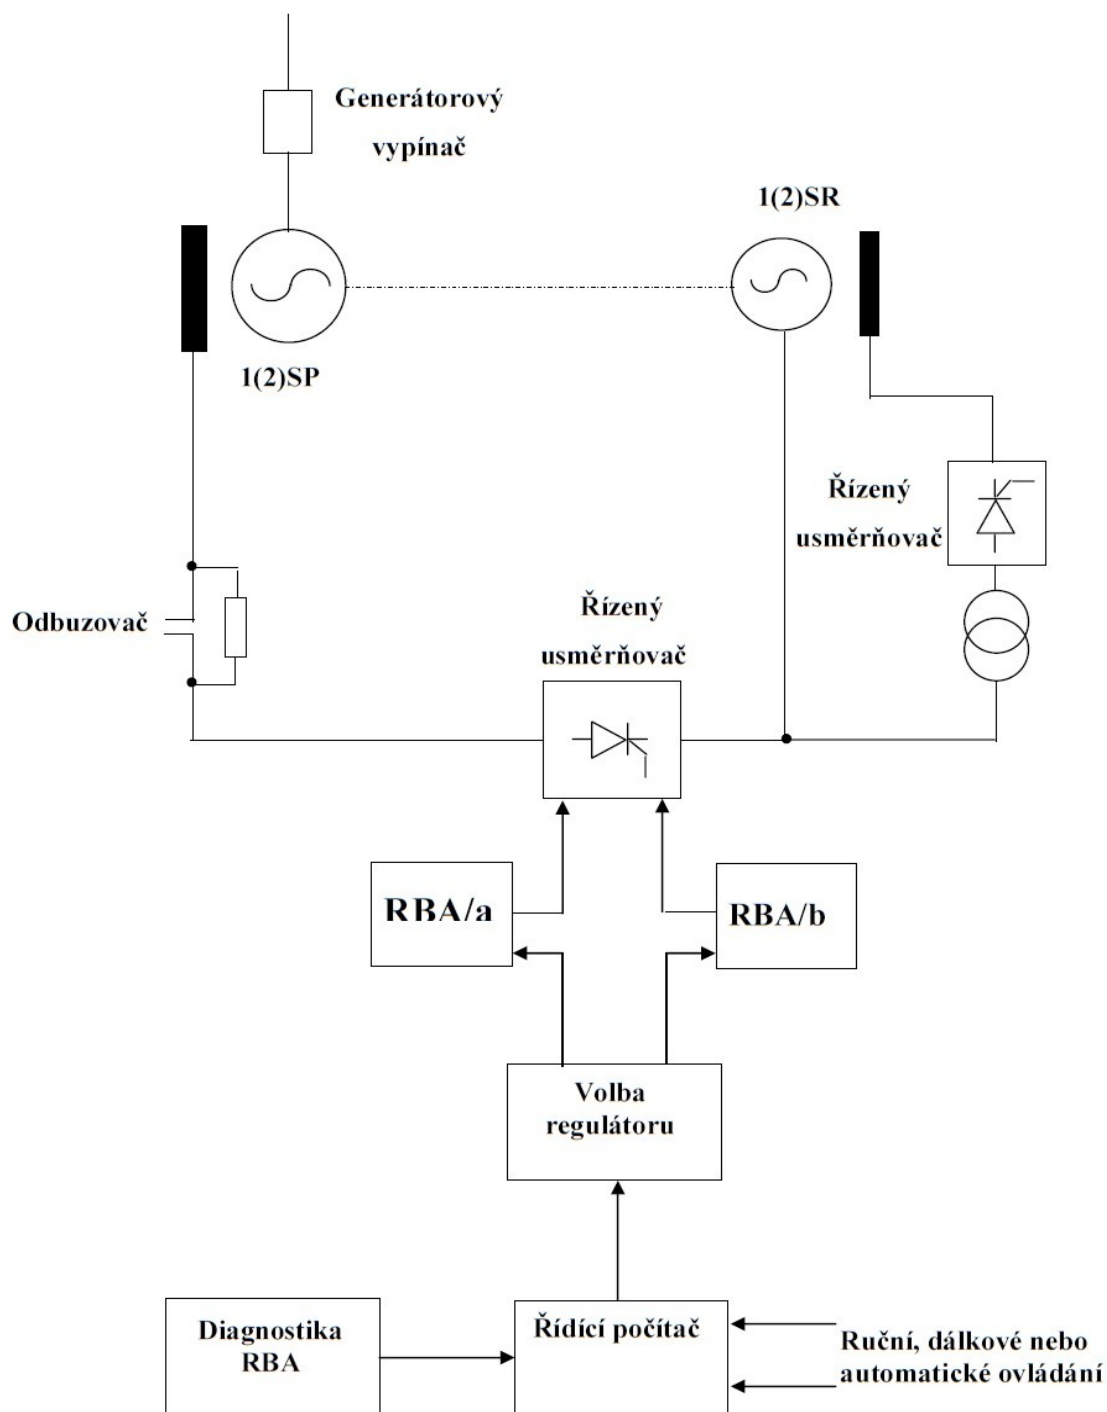 Generátorový
vypínač
1(2)SR
1(2)SP
Řízený
usměrňovač
Odbuzovač
Řízený
usměrňovač
RBA/a
RBA/b
Volba
regulátoru
Diagnostika
RBA
Řídící počítač
Ruční, dálkové nebo
automatické ovládání